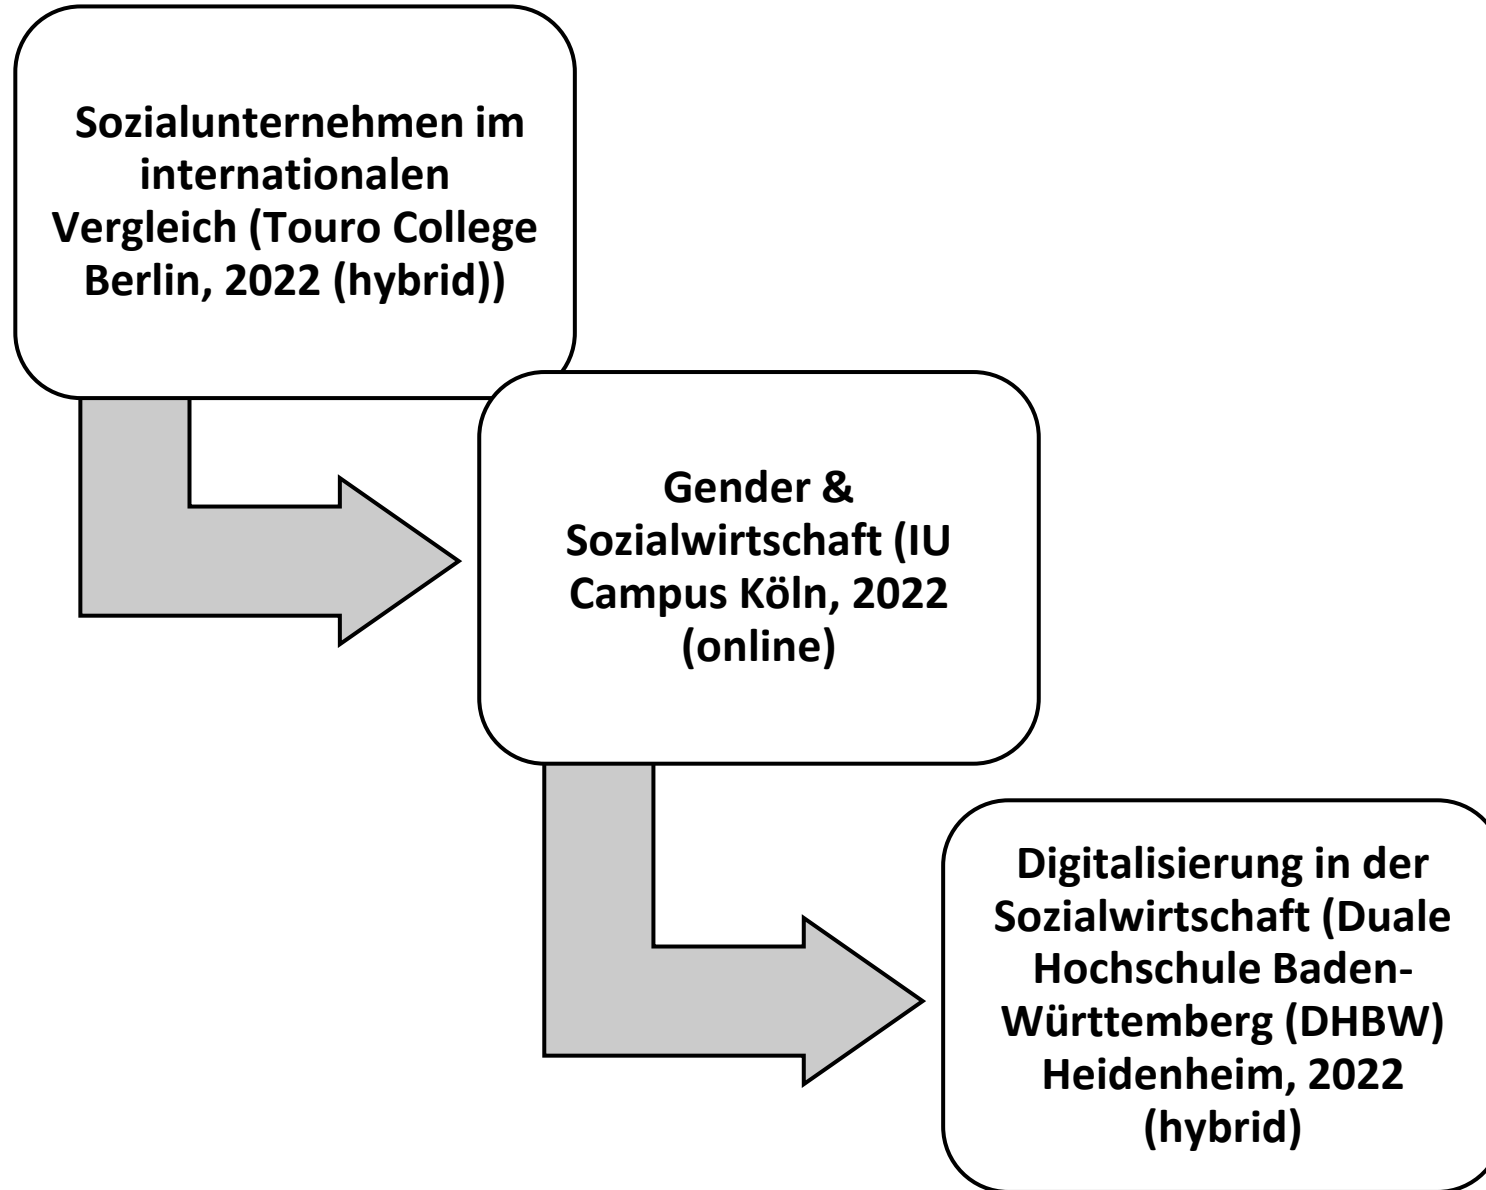 Sozialunternehmen im
internationalen
Vergleich (Touro College
Berlin, 2022 (hybrid))
Gender &
Sozialwirtschaft (IU
Campus Köln, 2022
(online)
Digitalisierung in der
Sozialwirtschaft (Duale
Hochschule Baden-
Württemberg (DHBW)
Heidenheim, 2022
(hybrid)